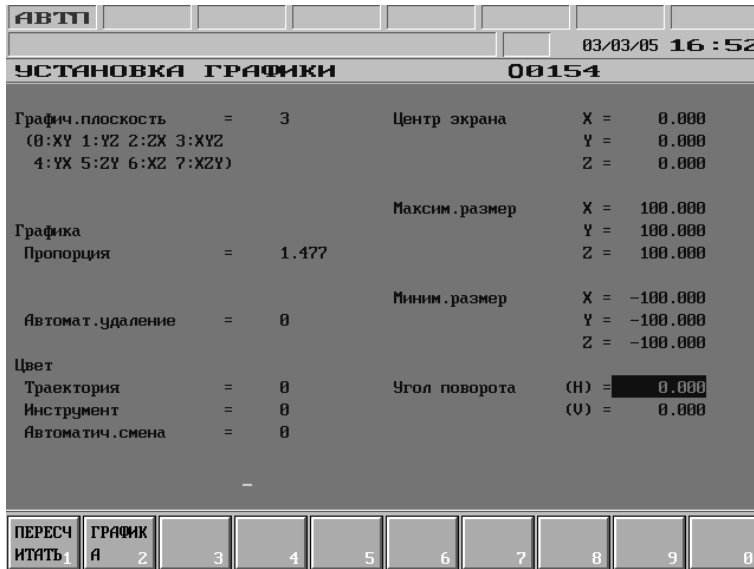 АВТП
03/03/05 16:52
УСТАНОВКА ГРАФИКИ O0154
Графич.плоскость = 3 Центр экрана X = 0.000
(0:XY 1:YZ 2:ZX 3:XYZ Y = 0.000
4:YX 5:ZY 6:XZ 7:XZY) Z = 0.000
Максим.размер X = 100.000
Графика Y = 100.000
Пропорция = 1.477 Z = 100.000
Миним.размер X = -100.000
Автомат.удаление = 0 Y = -100.000
Z = -100.000
Цвет
Траектория = 0 Угол поворота (H) = 0.000
Инструмент = 0 (V) = 0.000
Автоматич.смена = 0
ПЕРЕСЧ ГРАФИК
ИТАТЬ 1 А 2 3 4 5 6 7 8 9 0